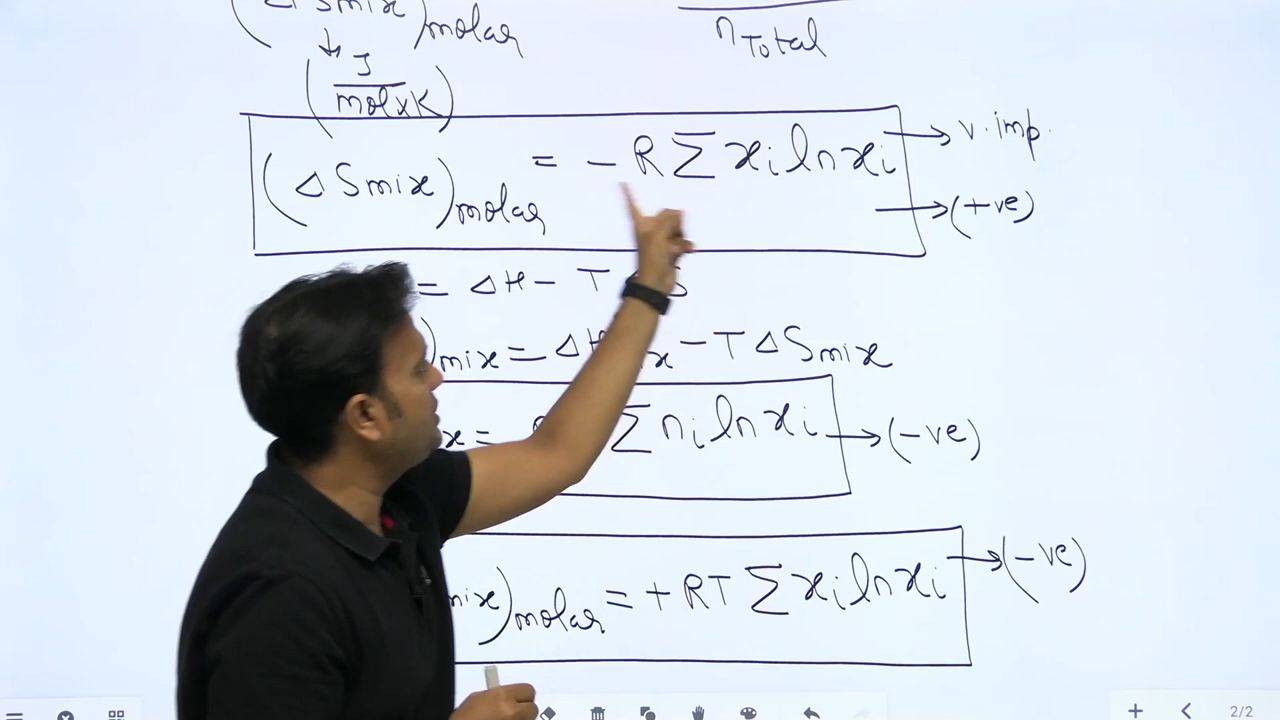 (ΔSmix)molar
n Total
↓
(J/mol×K)
(ΔSmix)molar = - R Σ xi ln xi → v. imp.
→ (+ve)
= ΔH - T S
)mix = ΔH x - T ΔSmix
x = Σ ni ln xi → (-ve)
mix)molar = + RT Σ xi ln xi → (-ve)
2/2